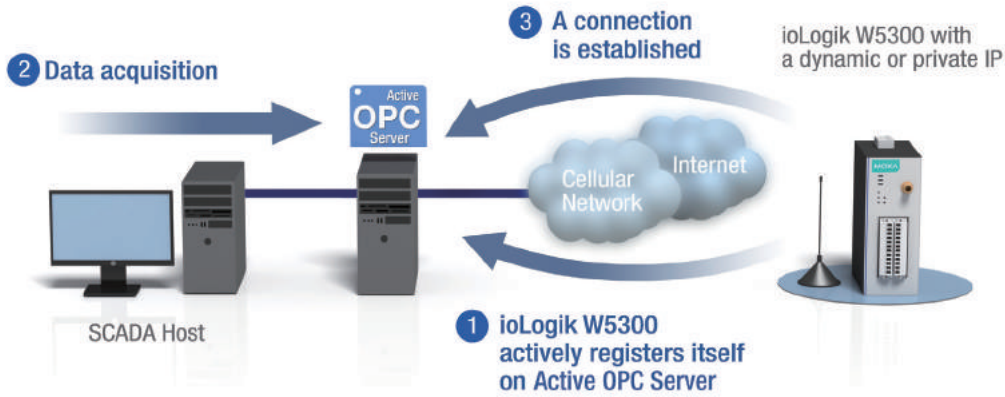 3 A connection
is established
ioLogik W5300 with
a dynamic or private IP
2 Data acquisition
Active
OPC
Server
MOXA
Internet
Cellular
Network
SCADA Host
1 ioLogik W5300
actively registers itself
on Active OPC Server